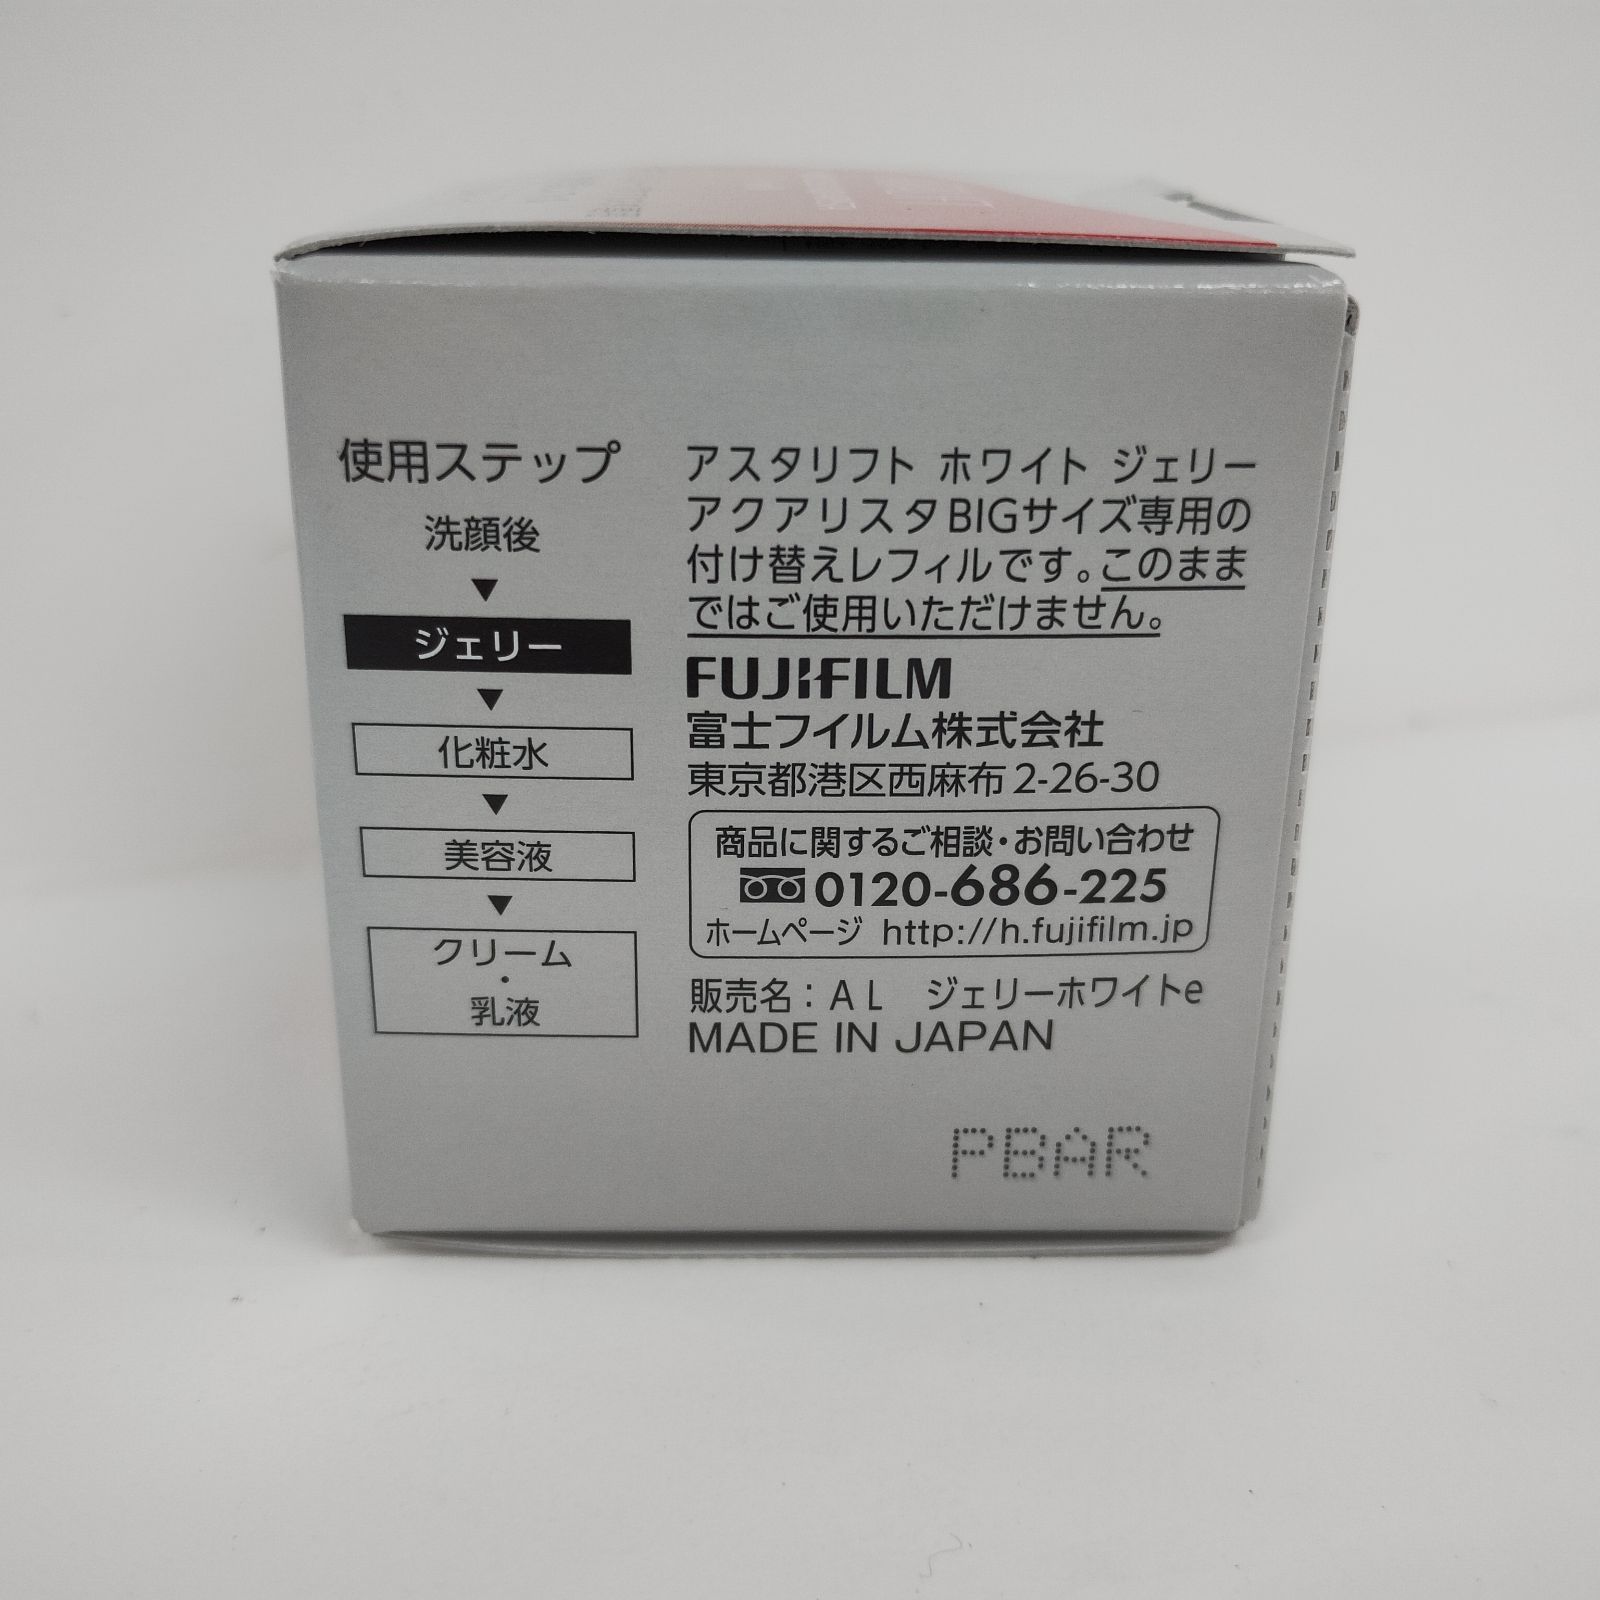 使用ステップ
洗顔後
▼
ジェリー
▼
化粧水
▼
美容液
▼
クリーム
・
乳液
アスタリフト ホワイト ジェリー
アクアリスタBIGサイズ専用の
付け替えレフィルです。このまま
ではご使用いただけません。
FUJIFILM
富士フイルム株式会社
東京都港区西麻布2-26-30
商品に関するご相談・お問い合わせ
0120-686-225
ホームページ http://h.fujifilm.jp
販売名：ＡＬ　ジェリーホワイトe
MADE IN JAPAN
PBAR